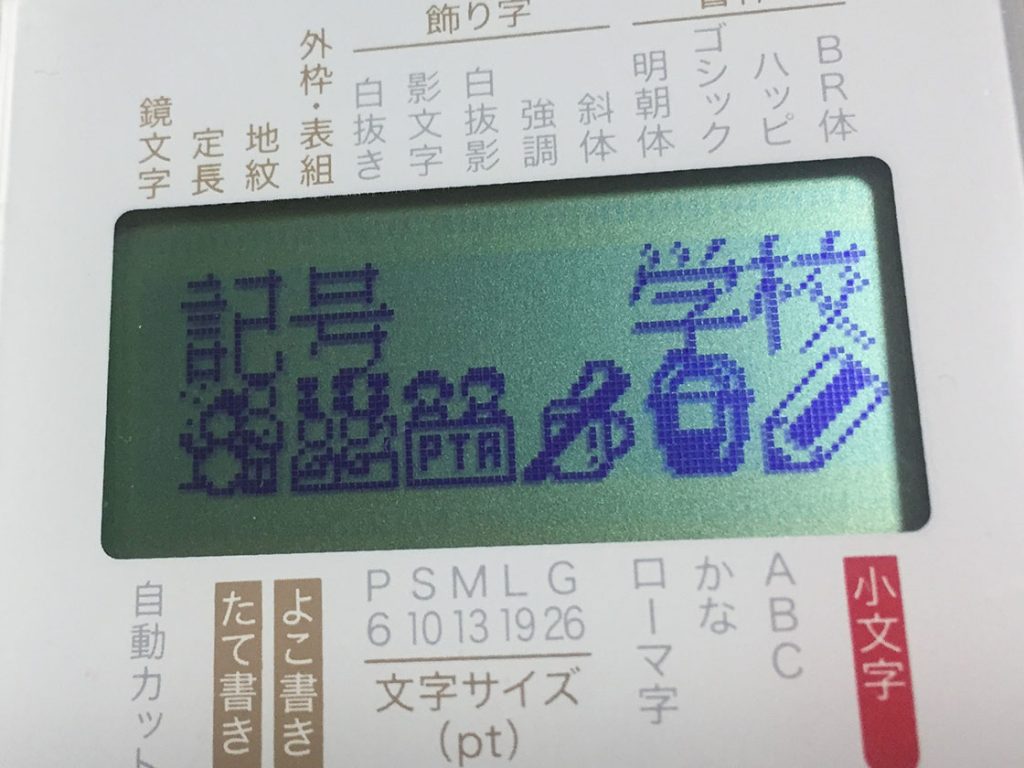 飾り字
鏡文字
定長
地紋
外枠・表組
白抜き
影文字
白抜影
強調
斜体
明朝体
ゴシック
ハッピ
BR体
記号 学校
PTA
自動カット
たて書き
よこ書き
P S M L G
6 10 13 19 26
文字サイズ
(pt)
ローマ字
かな
ABC
小文字